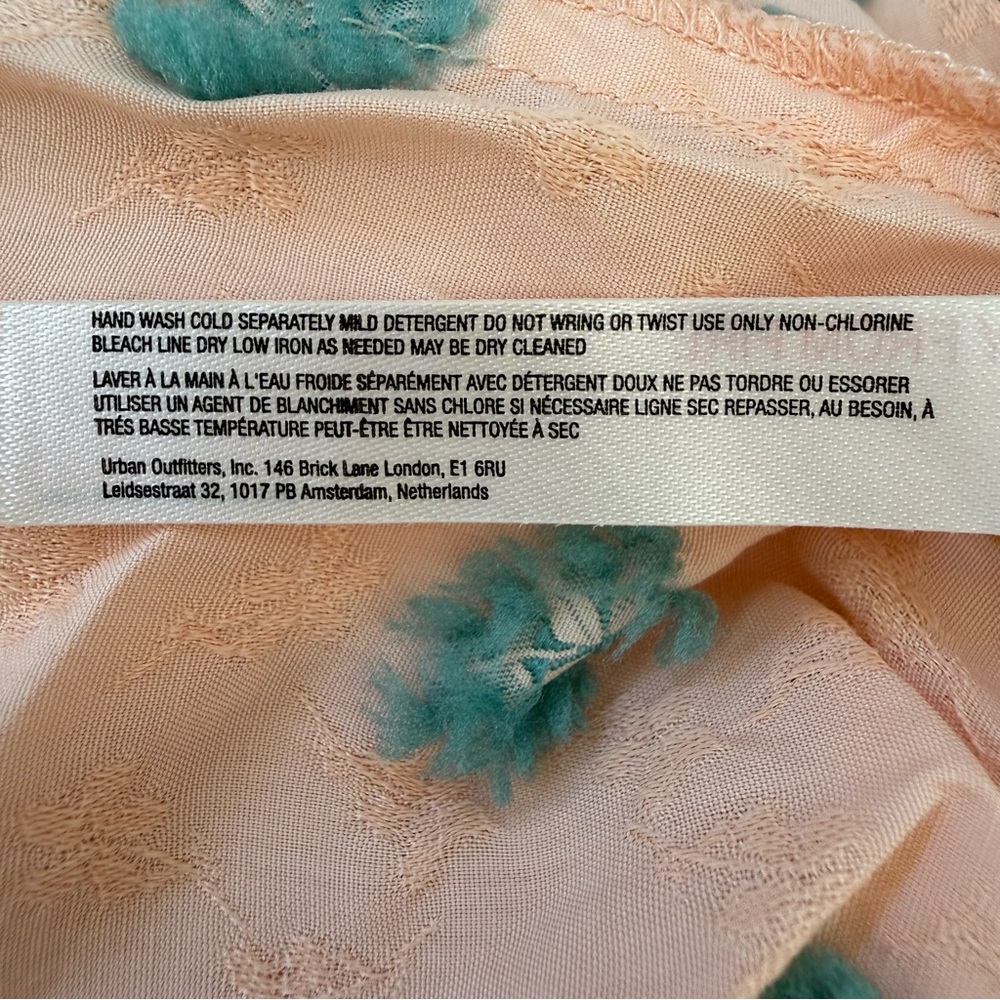 HAND WASH COLD SEPARATELY MILD DETERGENT DO NOT WRING OR TWIST USE ONLY NON-CHLORINE
BLEACH LINE DRY LOW IRON AS NEEDED MAY BE DRY CLEANED
LAVER À LA MAIN À L'EAU FROIDE SÉPARÉMENT AVEC DÉTERGENT DOUX NE PAS TORDRE OU ESSORER
UTILISER UN AGENT DE BLANCHIMENT SANS CHLORE SI NÉCESSAIRE LIGNE SEC REPASSER, AU BESOIN, À
TRÉS BASSE TEMPÉRATURE PEUT-ÊTRE ÊTRE NETTOYÉE À SEC
Urban Outfitters, Inc. 146 Brick Lane London, E1 6RU
Leidsestraat 32, 1017 PB Amsterdam, Netherlands